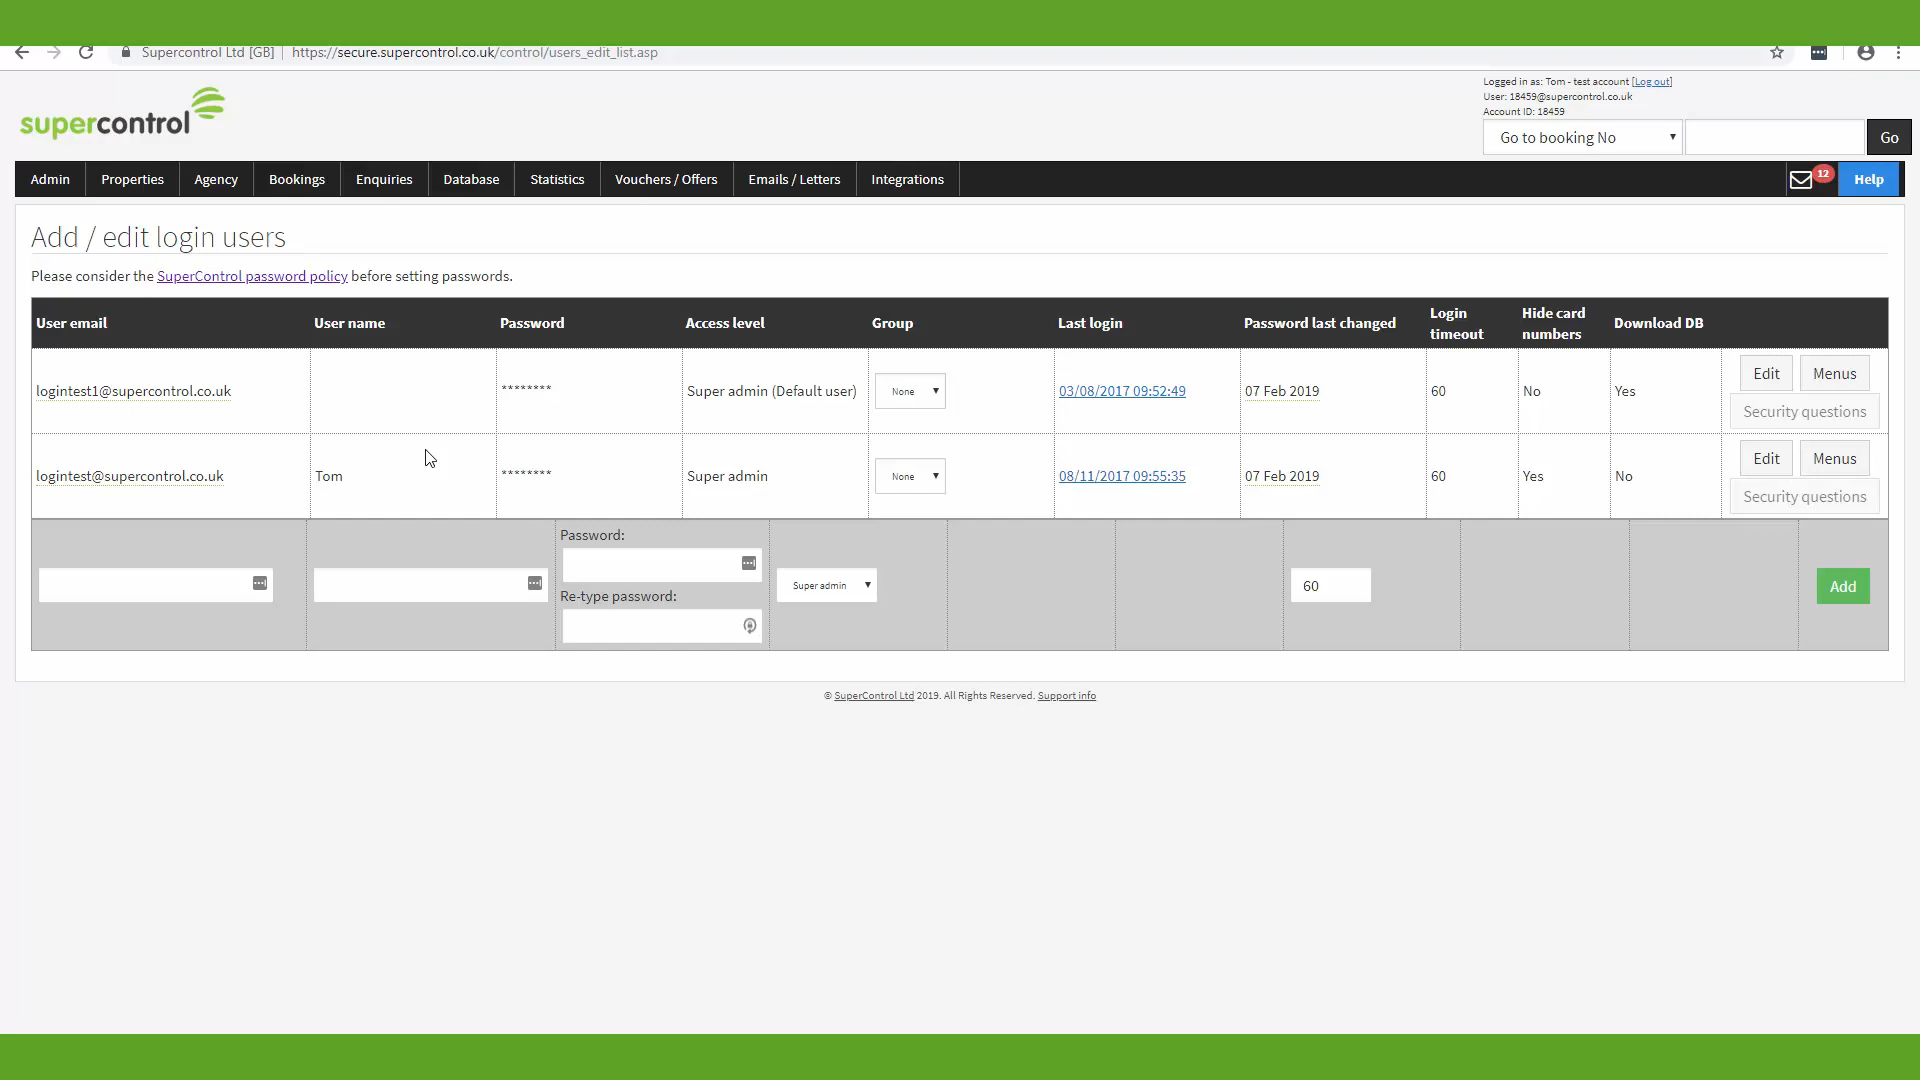 Supercontrol Ltd [GB] | https://secure.supercontrol.co.uk/control/users_edit_list.asp
supercontrol
Logged in as: Tom - test account [Log out]
User: 18459@supercontrol.co.uk
Account ID: 18459
Go to booking No Go
Admin Properties Agency Bookings Enquiries Database Statistics Vouchers / Offers Emails / Letters Integrations 12 Help
Add / edit login users
Please consider the SuperControl password policy before setting passwords.
User email User name Password Access level Group Last login Password last changed Login timeout Hide card numbers Download DB
logintest1@supercontrol.co.uk ******** Super admin (Default user) None 03/08/2017 09:52:49 07 Feb 2019 60 No Yes Edit Menus
Security questions
logintest@supercontrol.co.uk Tom ******** Super admin None 08/11/2017 09:55:35 07 Feb 2019 60 Yes No Edit Menus
Security questions
Password:
Super admin 60 Add
Re-type password:
© SuperControl Ltd 2019. All Rights Reserved. Support info